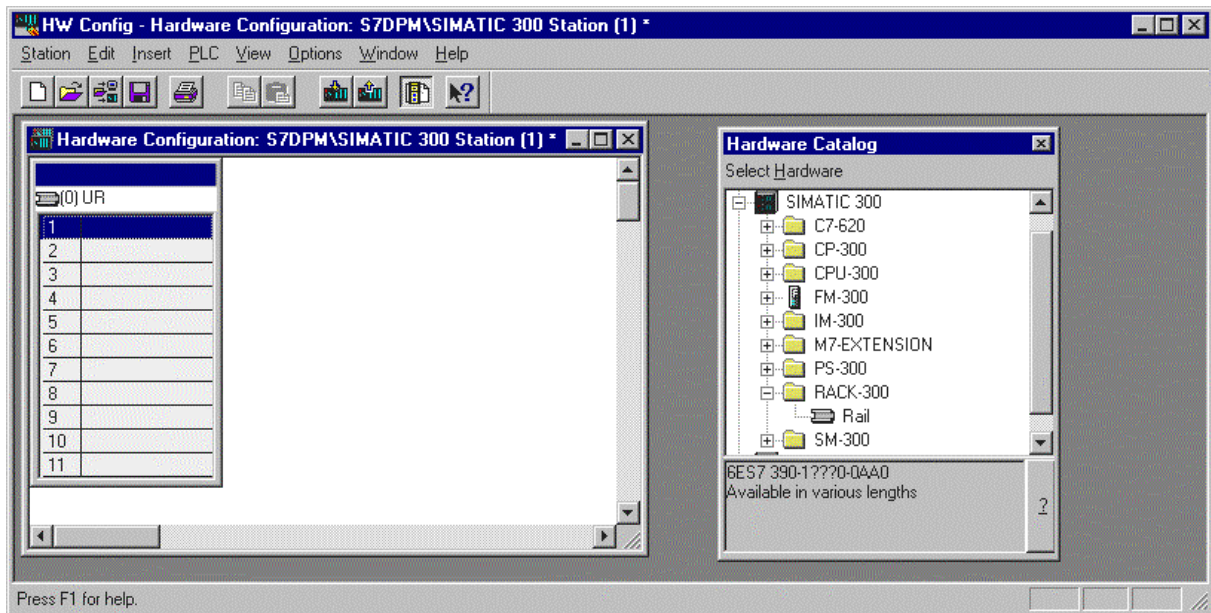 HW Config - Hardware Configuration: S7DPM\SIMATIC 300 Station (1) *
Station Edit Insert PLC View Options Window Help
Hardware Configuration: S7DPM\SIMATIC 300 Station (1) *
(0) UR
1
2
3
4
5
6
7
8
9
10
11
Hardware Catalog
Select Hardware
SIMATIC 300
C7-620
CP-300
CPU-300
FM-300
IM-300
M7-EXTENSION
PS-300
RACK-300
Rail
SM-300
6ES7 390-1???0-0AA0
Available in various lengths
?
Press F1 for help.